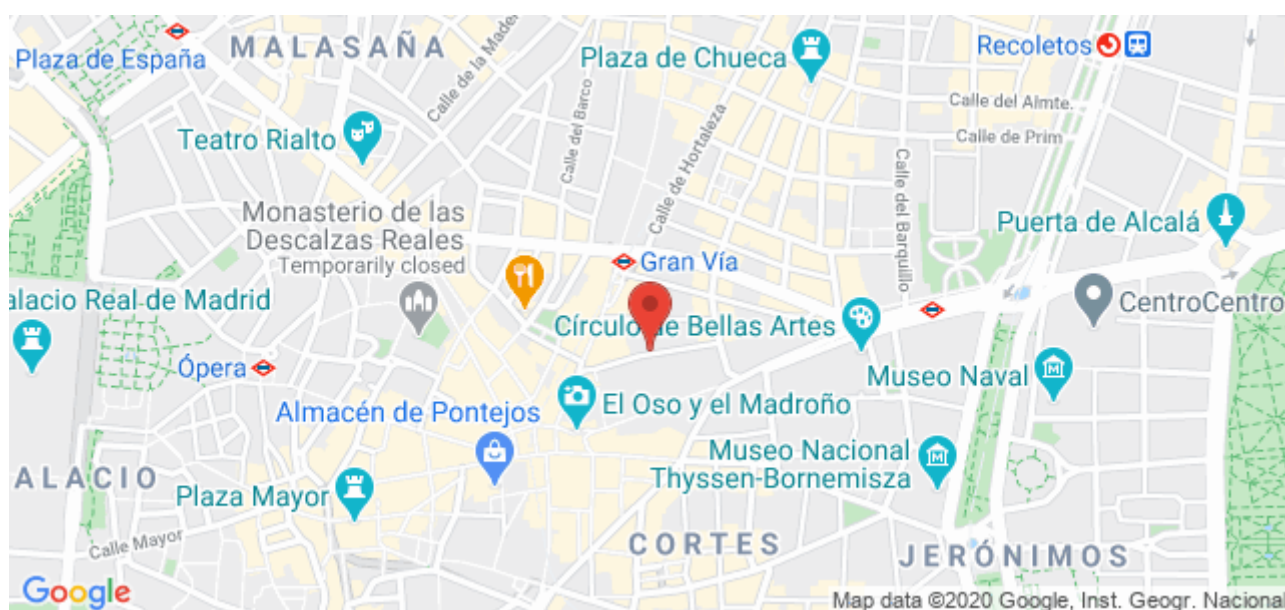 Plaza de España
MALASAÑA
Calle de la Mader
Plaza de Chueca
Recoletos
Calle del Almte.
Calle de Prim
Teatro Rialto
Calle del Barco
Calle de Hortaleza
Calle del Barquillo
Monasterio de las
Descalzas Reales
Temporarily closed
Puerta de Alcalá
Gran Vía
alacio Real de Madrid
Círculo de Bellas Artes
CentroCentro
Ópera
Museo Naval
Almacén de Pontejos
El Oso y el Madroño
Museo Nacional
Thyssen-Bornemisza
ALACIO
Plaza Mayor
Calle Mayor
CORTES
JERÓNIMOS
Google
Map data ©2020 Google, Inst. Geogr. Naciona